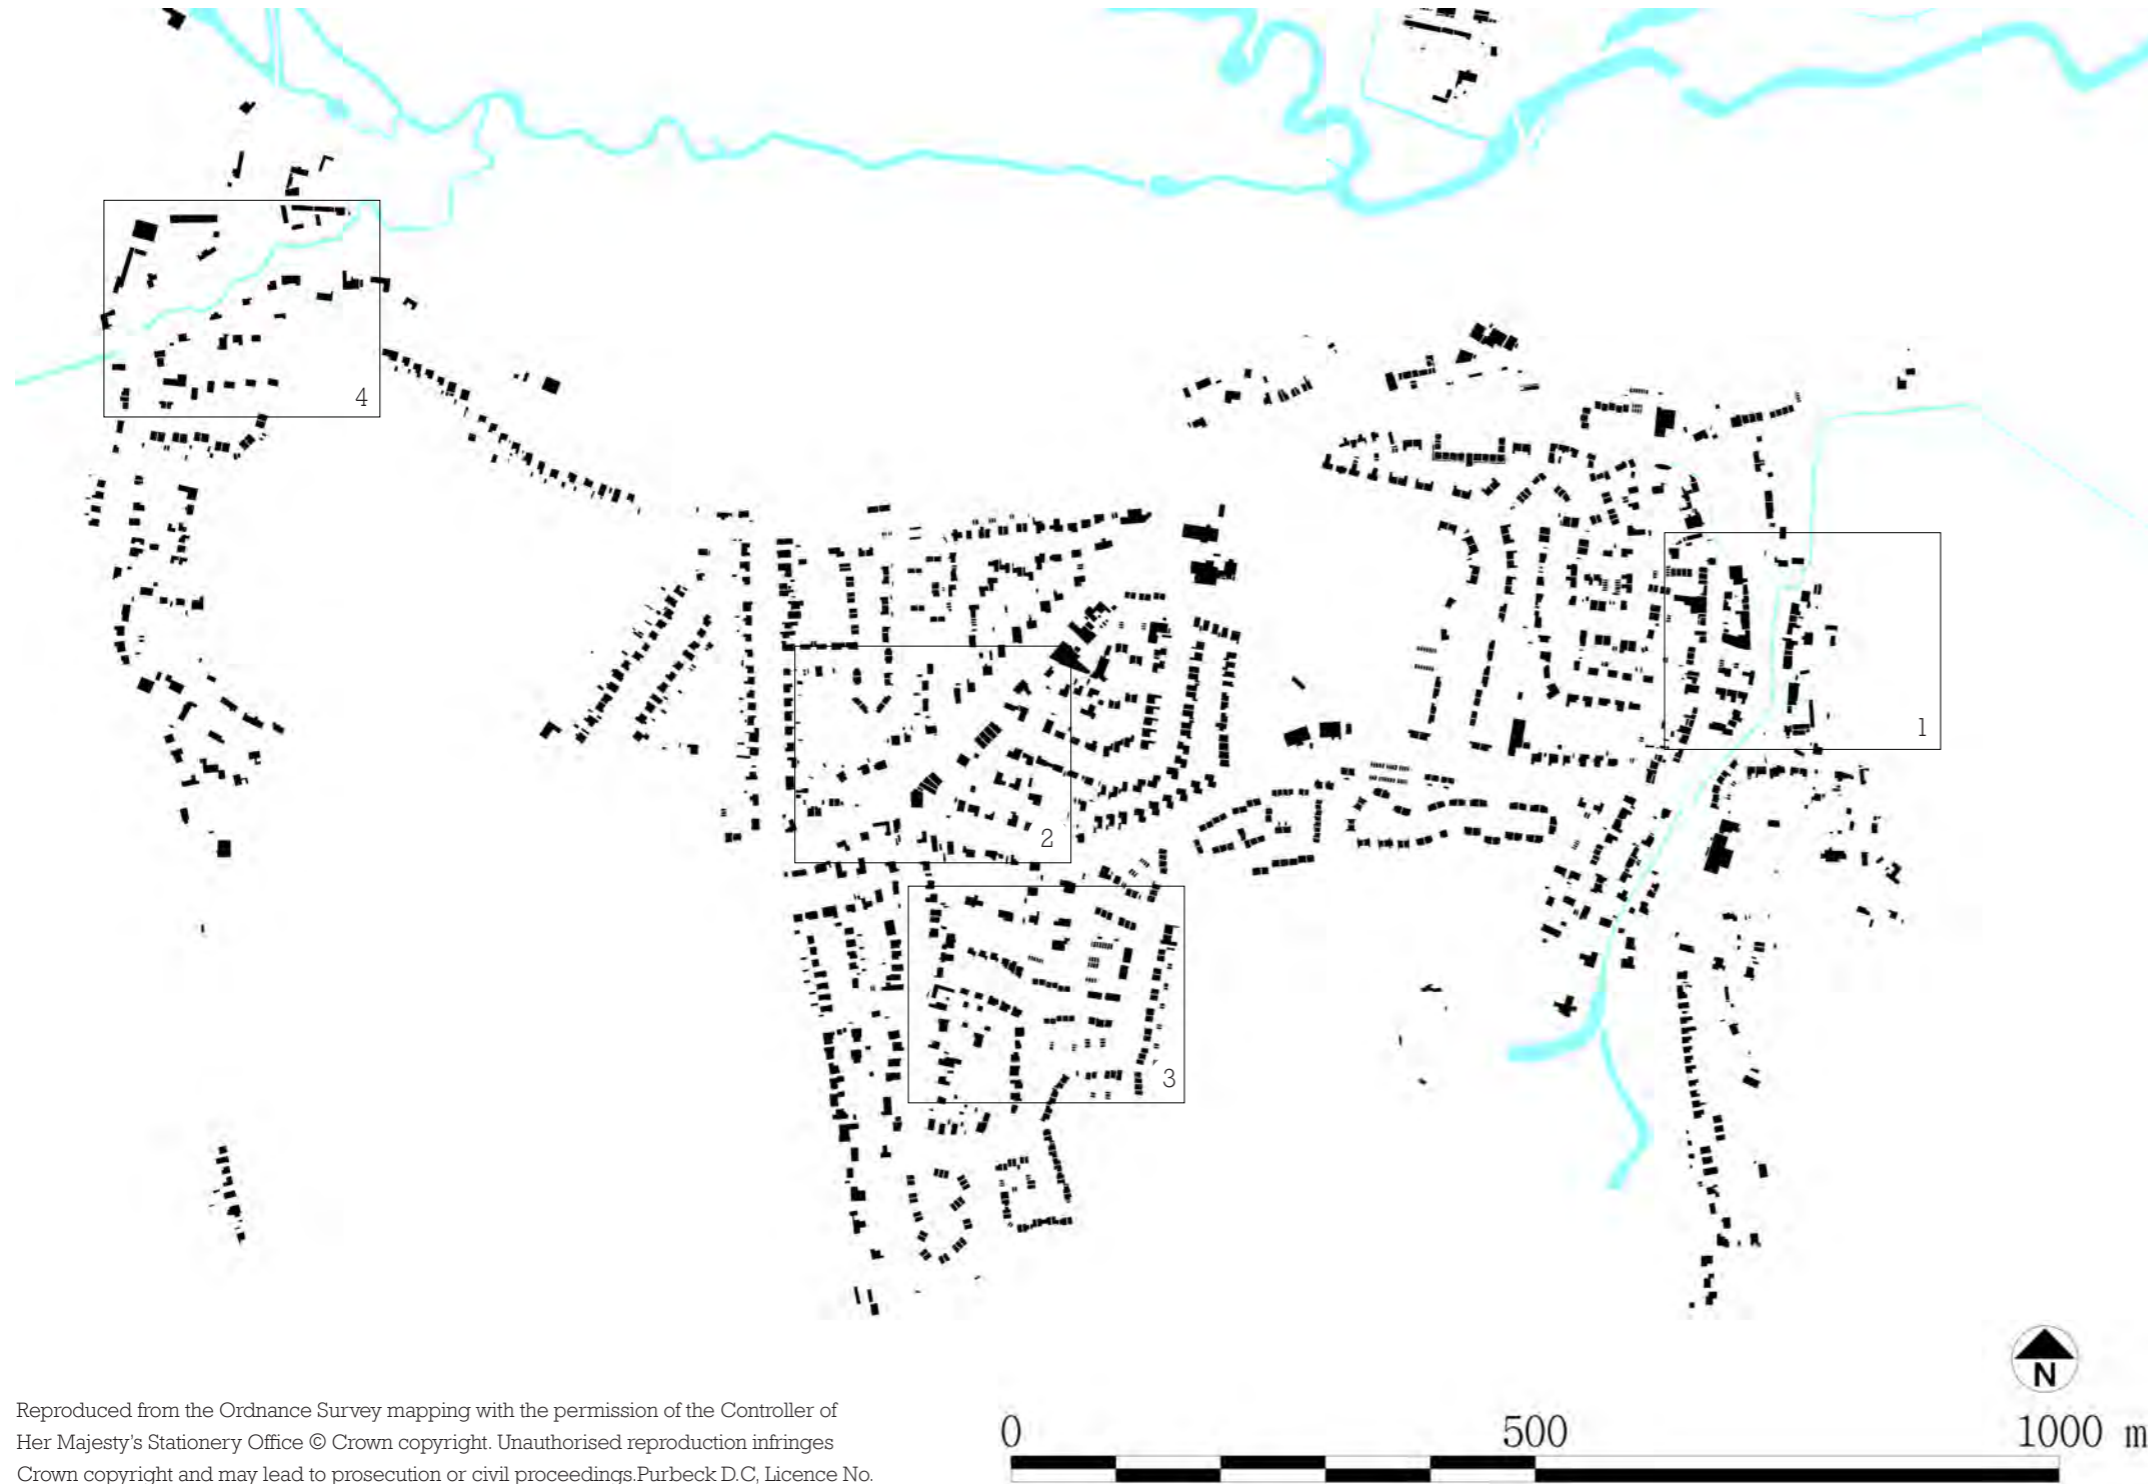 4
1
2
3
N
Reproduced from the Ordnance Survey mapping with the permission of the Controller of
Her Majesty's Stationery Office © Crown copyright. Unauthorised reproduction infringes
Crown copyright and may lead to prosecution or civil proceedings.Purbeck D.C, Licence No.
0 500 1000 m